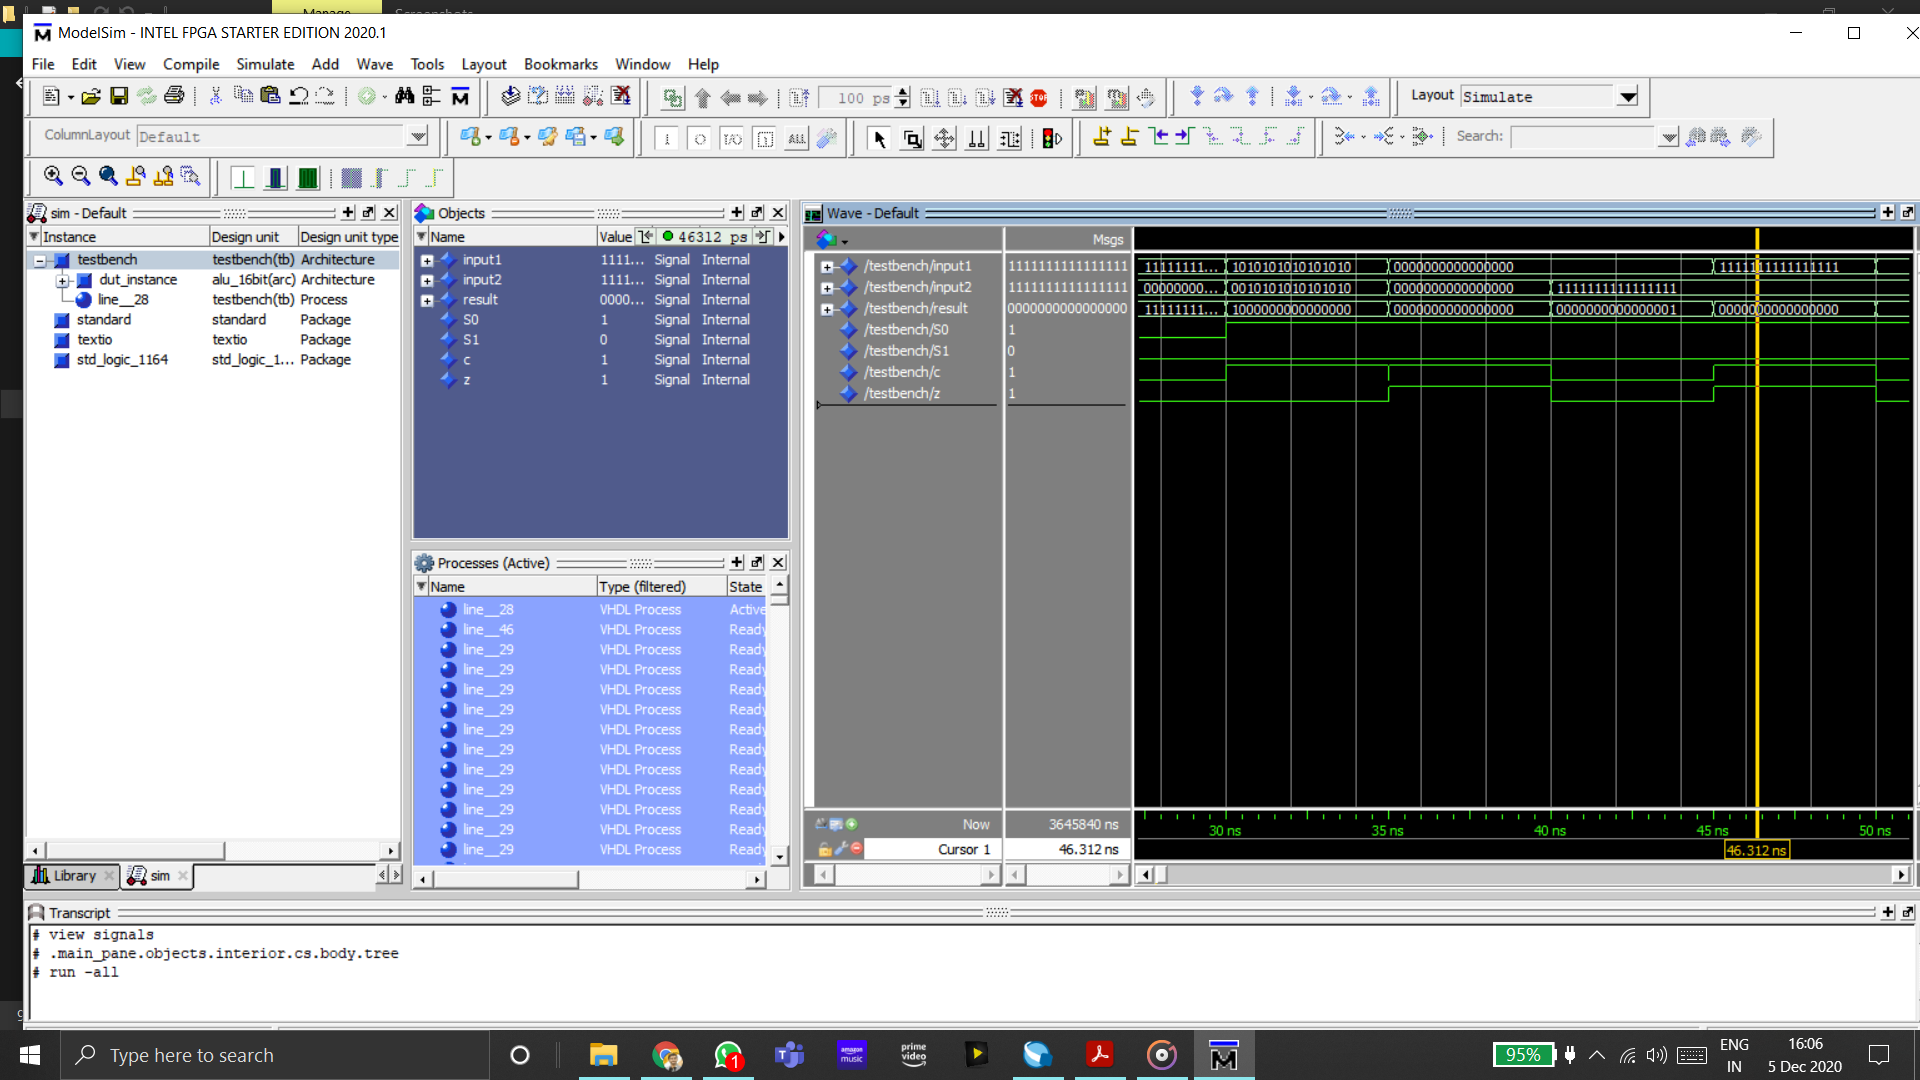 Manage
Screenshots
ModelSim - INTEL FPGA STARTER EDITION 2020.1
File Edit View Compile Simulate Add Wave Tools Layout Bookmarks Window Help
100 ps
STOP
Layout Simulate
ColumnLayout Default
I/O
ALL
Search:
sim - Default
Instance Design unit Design unit type
testbench testbench(tb) Architecture
dut_instance alu_16bit(arc) Architecture
line__28 testbench(tb) Process
standard standard Package
textio textio Package
std_logic_1164 std_logic_1... Package
Library sim
Objects
Name Value 46312 ps
input1 1111... Signal Internal
input2 1111... Signal Internal
result 0000... Signal Internal
S0 1 Signal Internal
S1 0 Signal Internal
c 1 Signal Internal
z 1 Signal Internal
Processes (Active)
Name Type (filtered) State
line__28 VHDL Process Active
line__46 VHDL Process Ready
line__29 VHDL Process Ready
line__29 VHDL Process Ready
line__29 VHDL Process Ready
line__29 VHDL Process Ready
line__29 VHDL Process Ready
line__29 VHDL Process Ready
line__29 VHDL Process Ready
line__29 VHDL Process Ready
line__29 VHDL Process Ready
line__29 VHDL Process Ready
line__29 VHDL Process Ready
Wave - Default
Msgs
/testbench/input1 1111111111111111 11111111... 1010101010101010 0000000000000000 1111111111111111
/testbench/input2 1111111111111111 00000000... 0010101010101010 0000000000000000 1111111111111111
/testbench/result 0000000000000000 11111111... 1000000000000000 0000000000000000 0000000000000001 0000000000000000
/testbench/S0 1
/testbench/S1 0
/testbench/c 1
/testbench/z 1
Now 3645840 ns 30 ns 35 ns 40 ns 45 ns 50 ns
Cursor 1 46.312 ns 46.312 ns
Transcript
# view signals
# .main_pane.objects.interior.cs.body.tree
# run -all
Type here to search
1
amazon music
prime video
95%
ENG
IN
16:06
5 Dec 2020